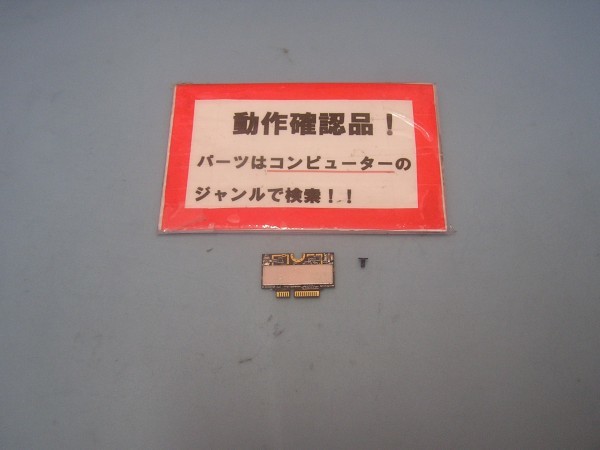 動作確認品！
パーツはコンピューターの
ジャンルで検索！！